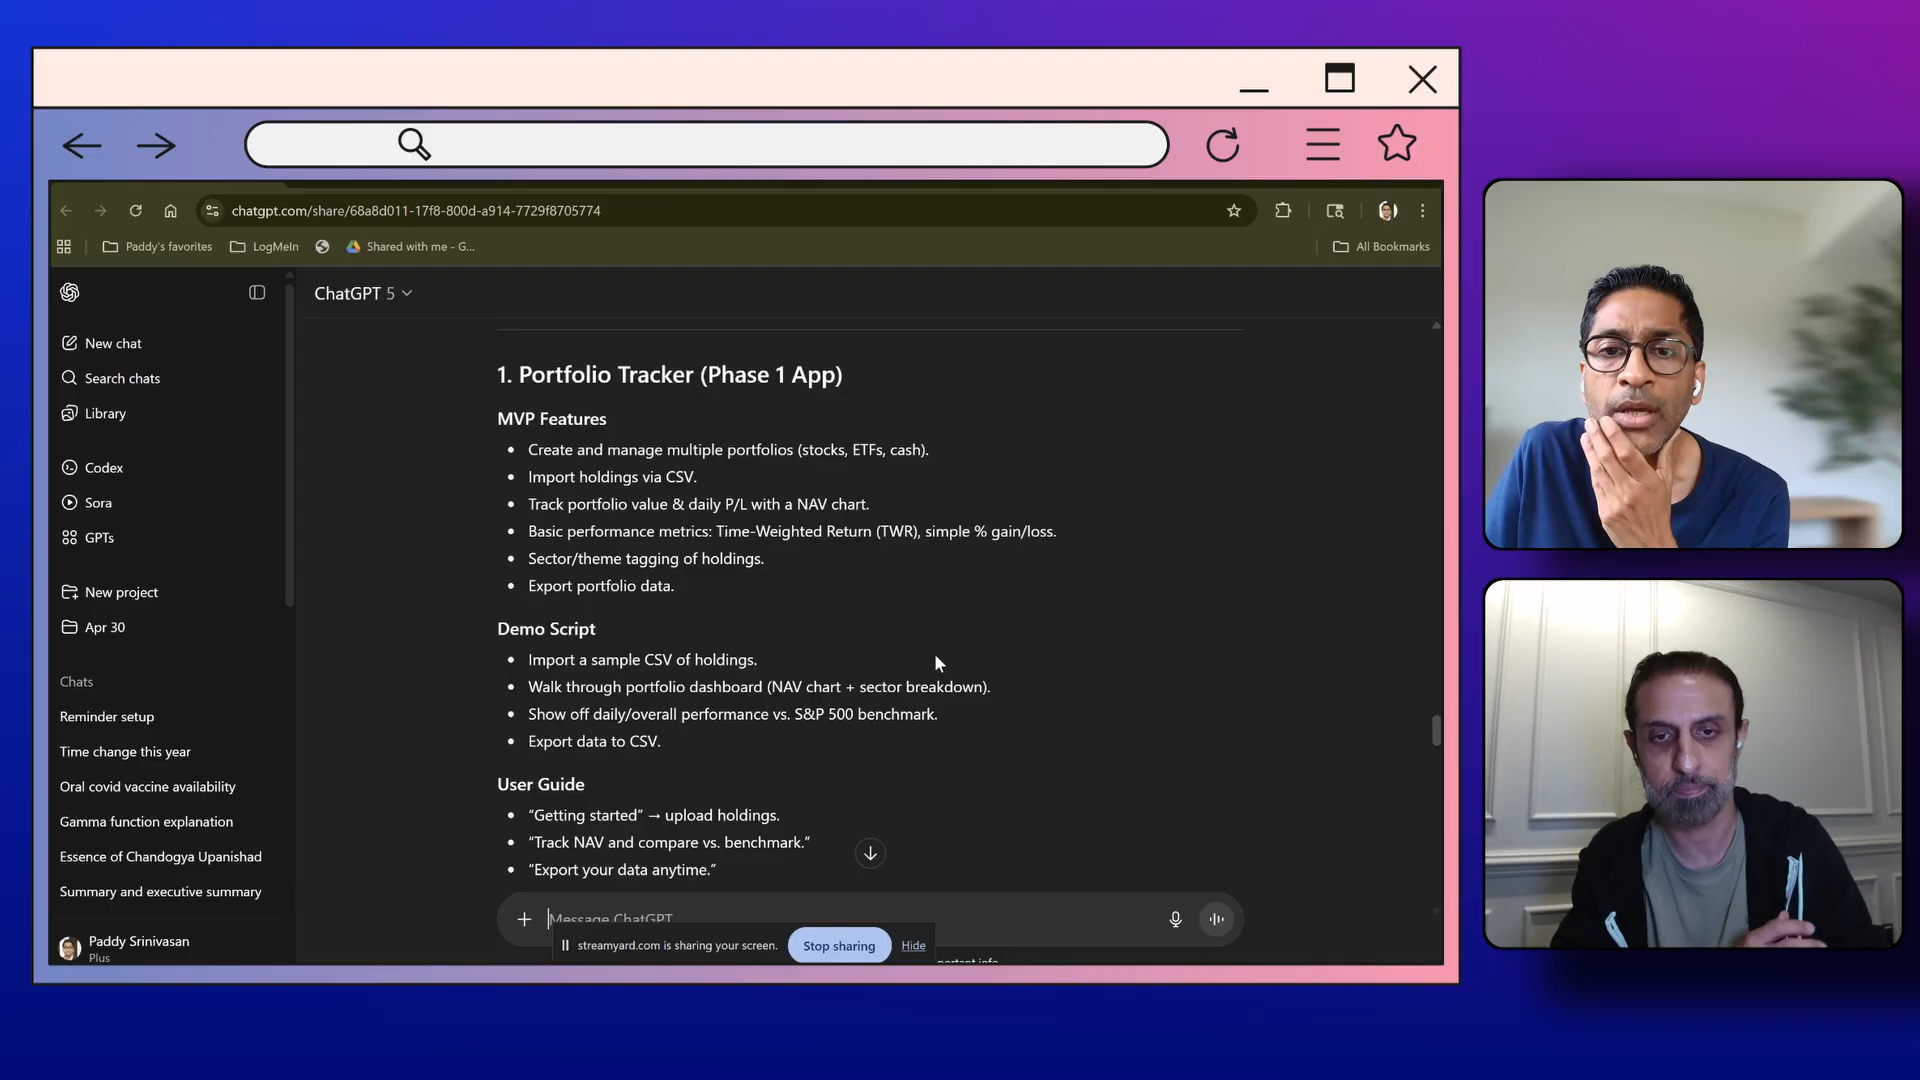 chatgpt.com/share/68a8d011-17f8-800d-a914-7729f8705774
Paddy's favorites
LogMeIn
Shared with me - G...
All Bookmarks
ChatGPT 5
New chat
Search chats
Library
Codex
Sora
GPTs
New project
Apr 30
Chats
Reminder setup
Time change this year
Oral covid vaccine availability
Gamma function explanation
Essence of Chandogya Upanishad
Summary and executive summary
Paddy Srinivasan
Plus
1. Portfolio Tracker (Phase 1 App)
MVP Features
• Create and manage multiple portfolios (stocks, ETFs, cash).
• Import holdings via CSV.
• Track portfolio value & daily P/L with a NAV chart.
• Basic performance metrics: Time-Weighted Return (TWR), simple % gain/loss.
• Sector/theme tagging of holdings.
• Export portfolio data.
Demo Script
• Import a sample CSV of holdings.
• Walk through portfolio dashboard (NAV chart + sector breakdown).
• Show off daily/overall performance vs. S&P 500 benchmark.
• Export data to CSV.
User Guide
• “Getting started” → upload holdings.
• “Track NAV and compare vs. benchmark.”
• “Export your data anytime.”
Message ChatGPT
streamyard.com is sharing your screen.
Stop sharing
Hide
info.